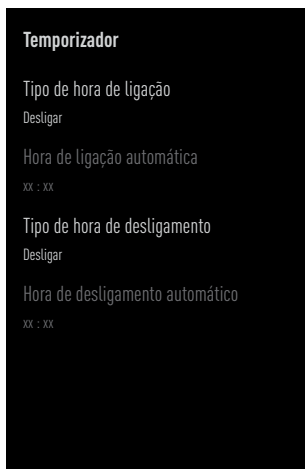 Temporizador
Tipo de hora de ligação
Desligar
Hora de ligação automática
xx : xx
Tipo de hora de desligamento
Desligar
Hora de desligamento automático
xx : xx